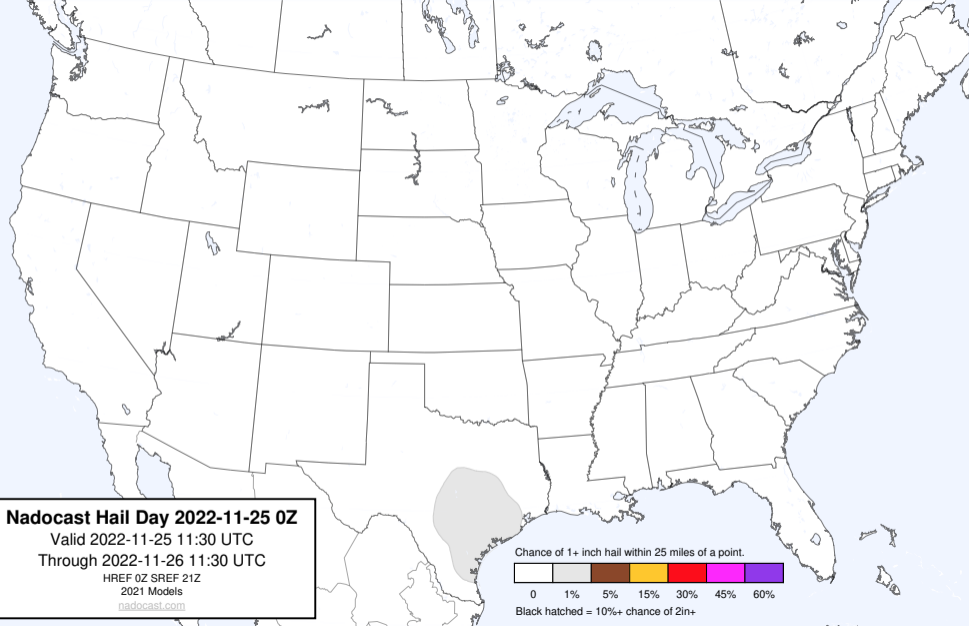 Nadocast Hail Day 2022-11-25 0Z
Valid 2022-11-25 11:30 UTC
Through 2022-11-26 11:30 UTC
HREF 0Z SREF 21Z
2021 Models
nadocast.com
Chance of 1+ inch hail within 25 miles of a point.
0 1% 5% 15% 30% 45% 60%
Black hatched = 10%+ chance of 2in+